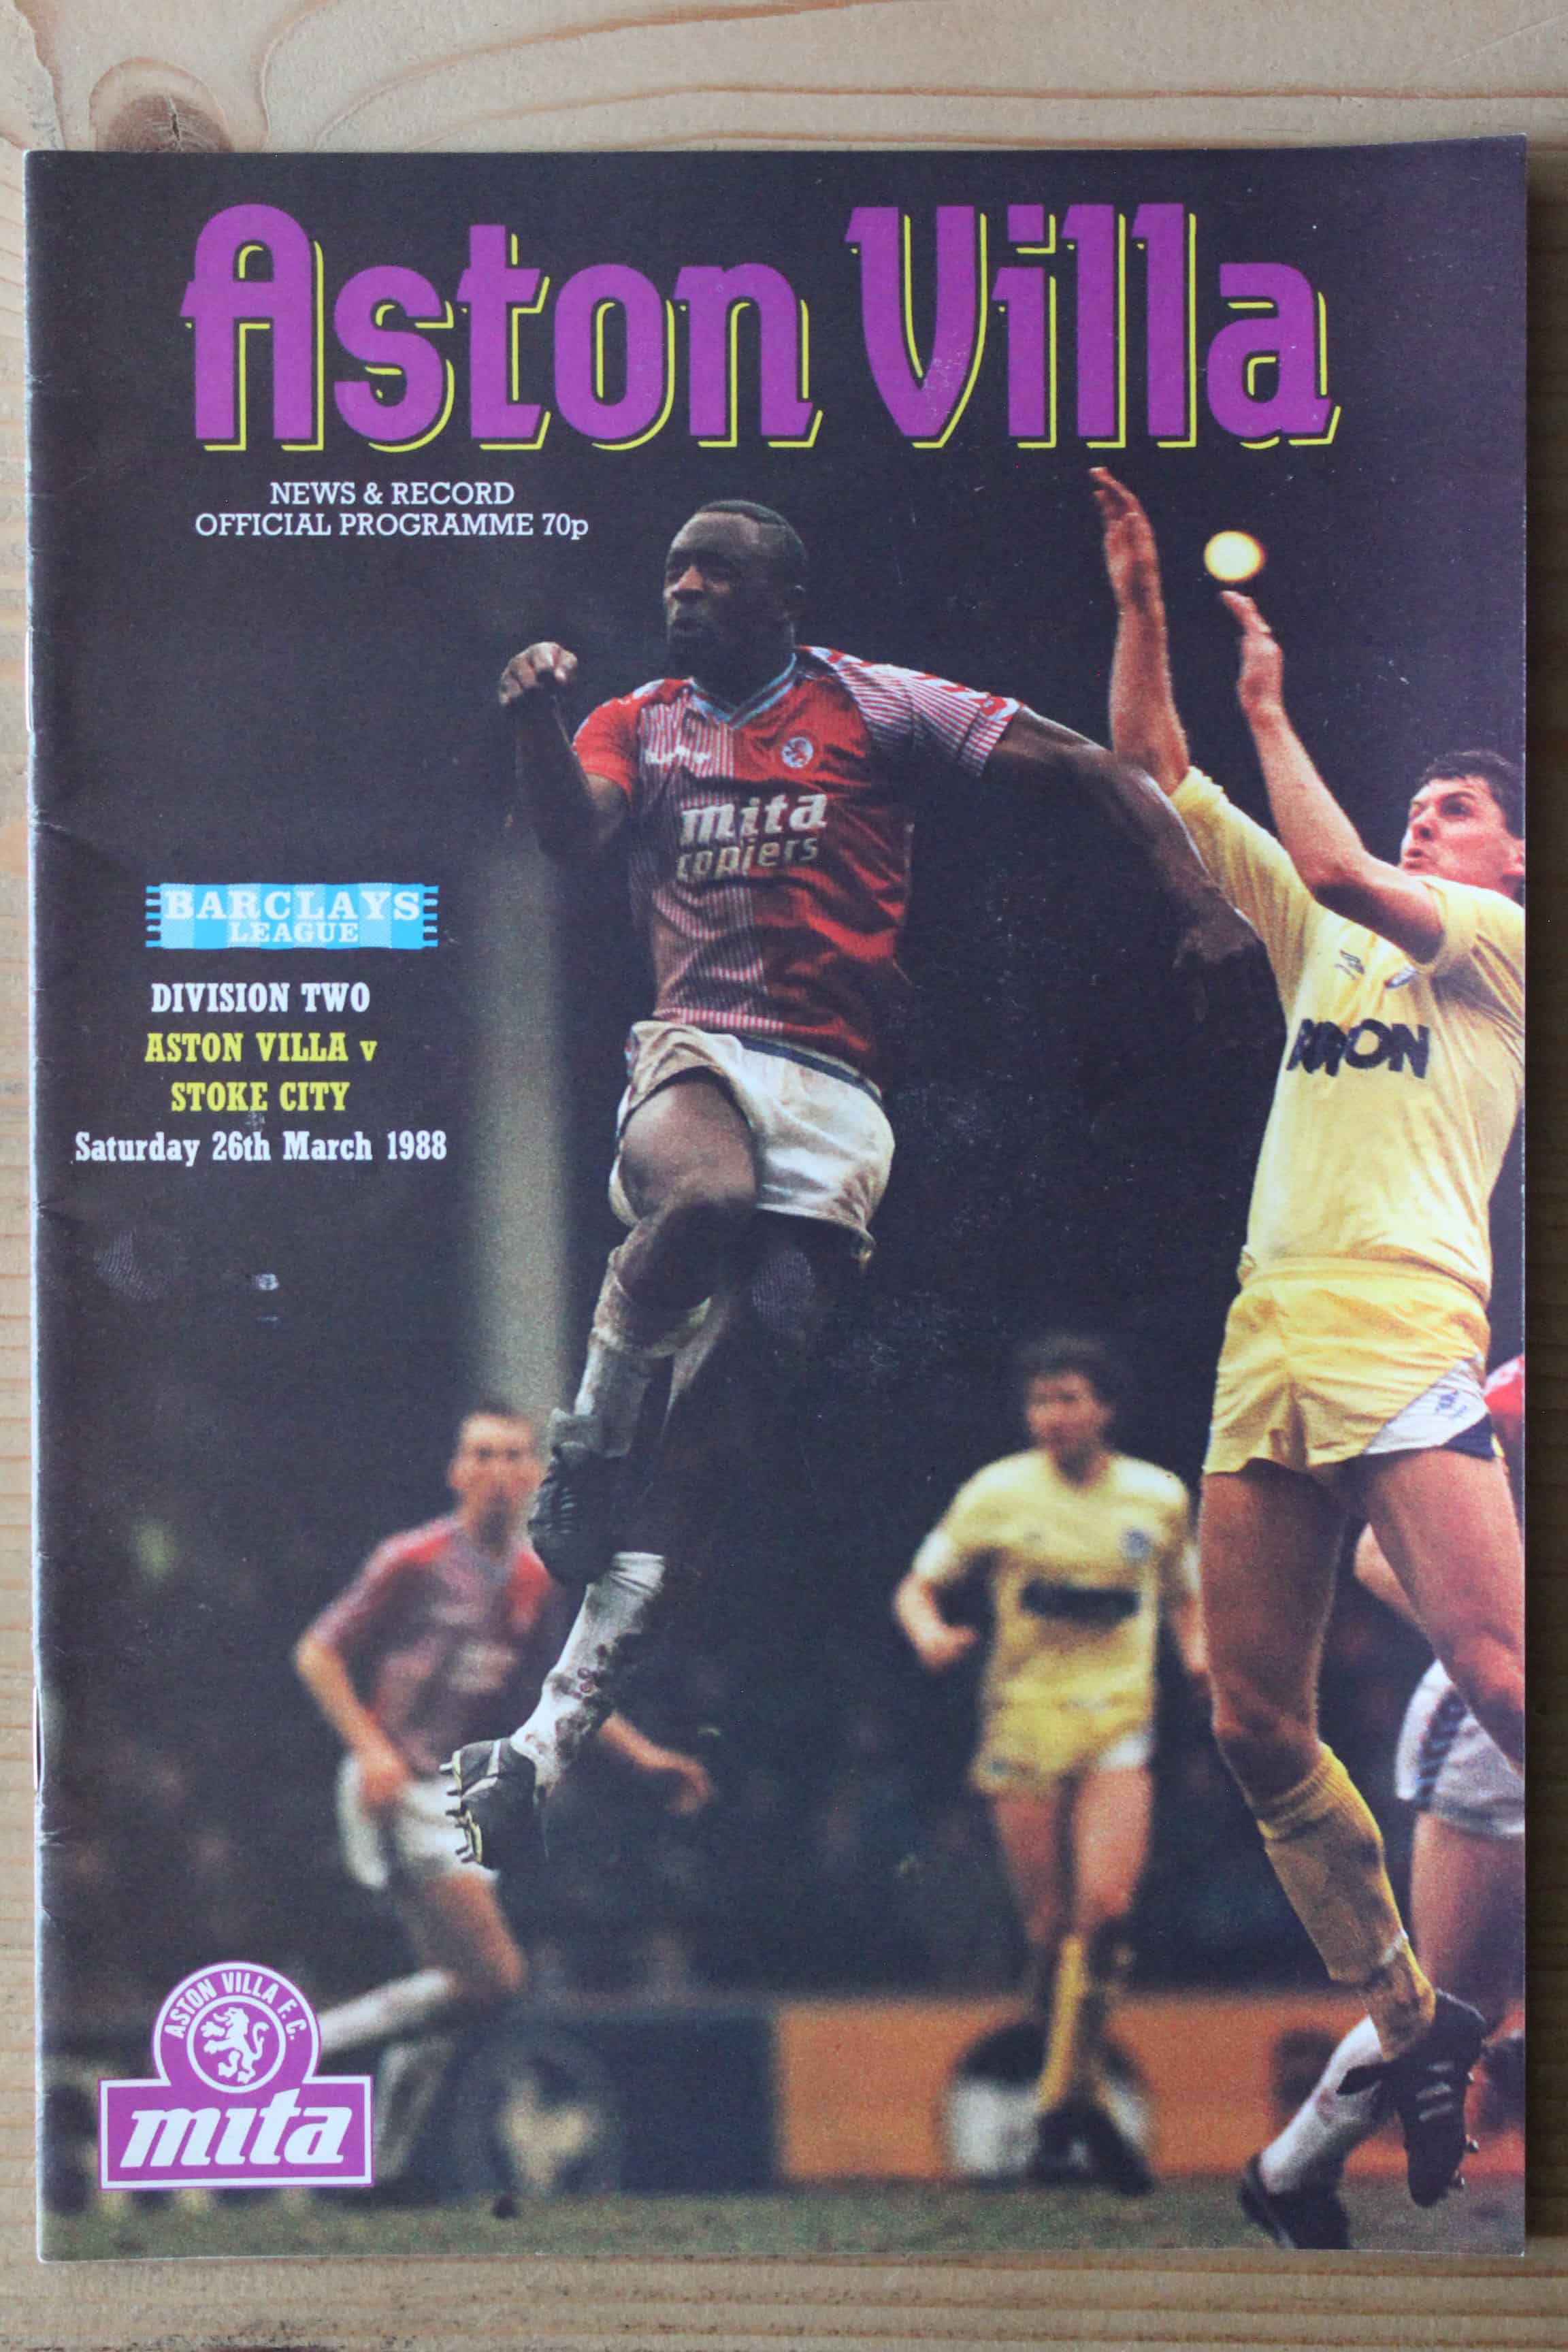 Aston Villa
NEWS & RECORD
OFFICIAL PROGRAMME 70p
mita
copiers
BARCLAYS
LEAGUE
DIVISION TWO
ASTON VILLA v
STOKE CITY
Saturday 26th March 1988
ASTON VILLA F.C.
mita